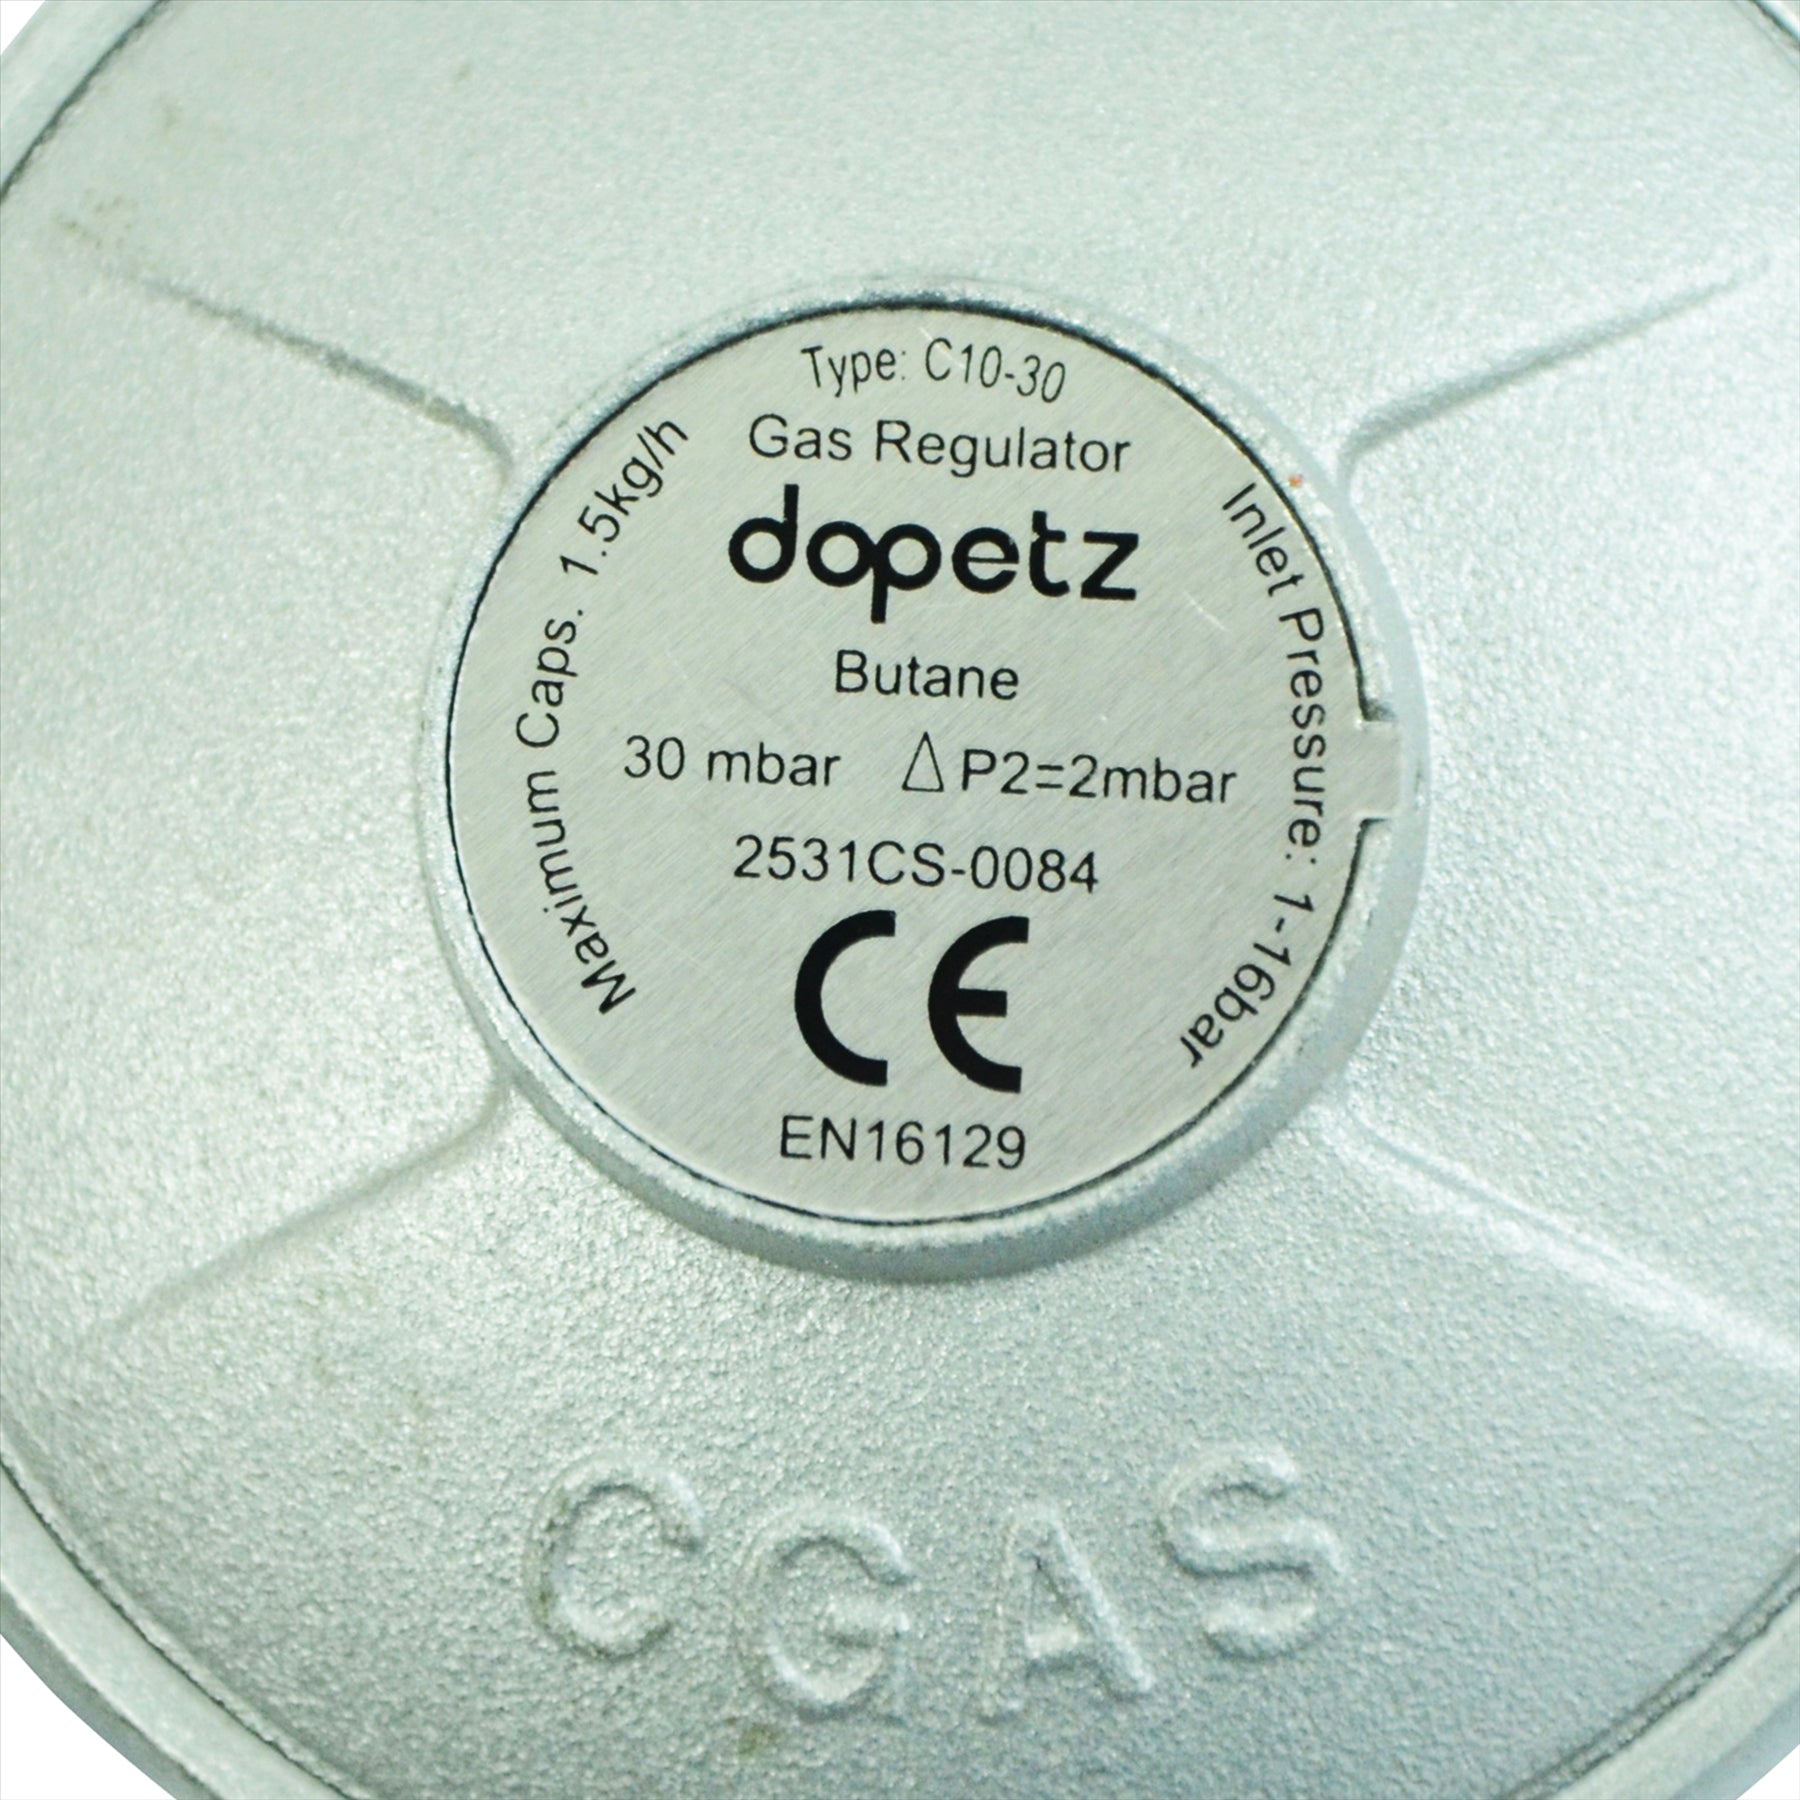 Type: C10-30
Gas Regulator
dopetz
Butane
30 mbar △P2=2mbar
2531CS-0084
CE
EN16129
Maximum Caps. 1.5kg/h
Inlet Pressure: 1-16bar
CGAS